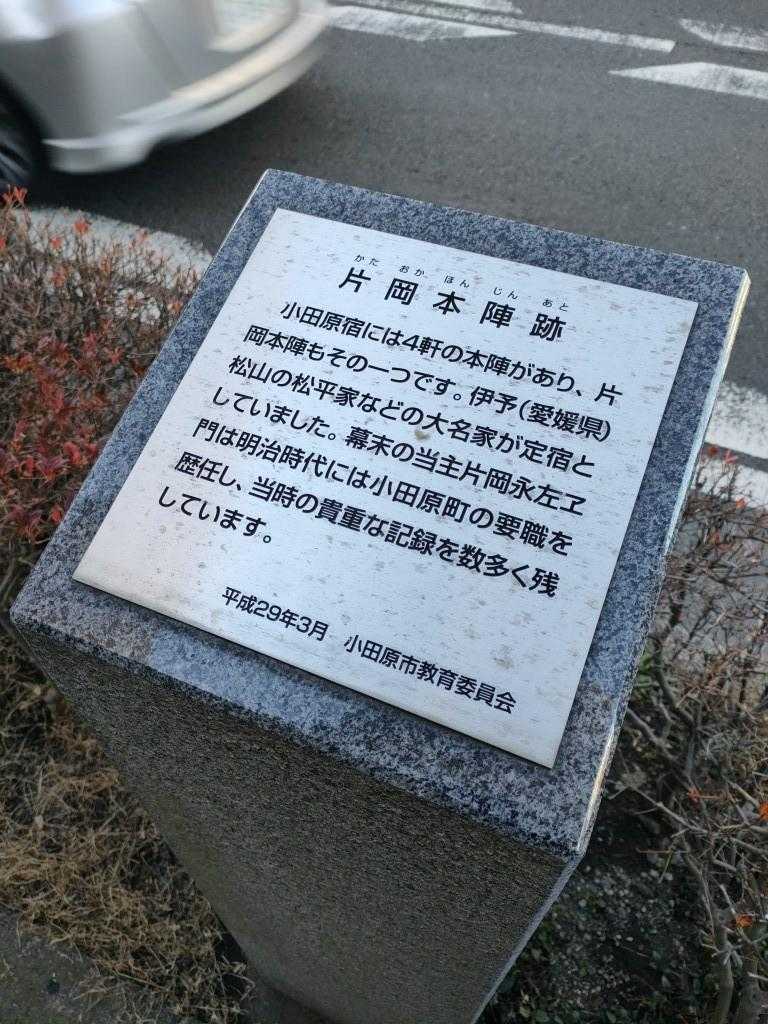 かた おか ほん じん あと
片岡本陣跡
小田原宿には4軒の本陣があり、片
岡本陣もその一つです。伊予(愛媛県)
松山の松平家などの大名家が定宿と
していました。幕末の当主片岡永左ヱ
門は明治時代には小田原町の要職を
歴任し、当時の貴重な記録を数多く残
しています。
平成29年3月 小田原市教育委員会